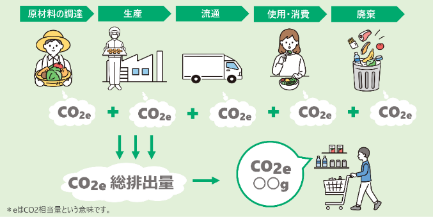 原材料の調達 生産 流通 使用・消費 廃棄
CO2e + CO2e + CO2e + CO2e + CO2e
CO2e 総排出量
CO2e
○○g
＊eはCO2相当量という意味です。